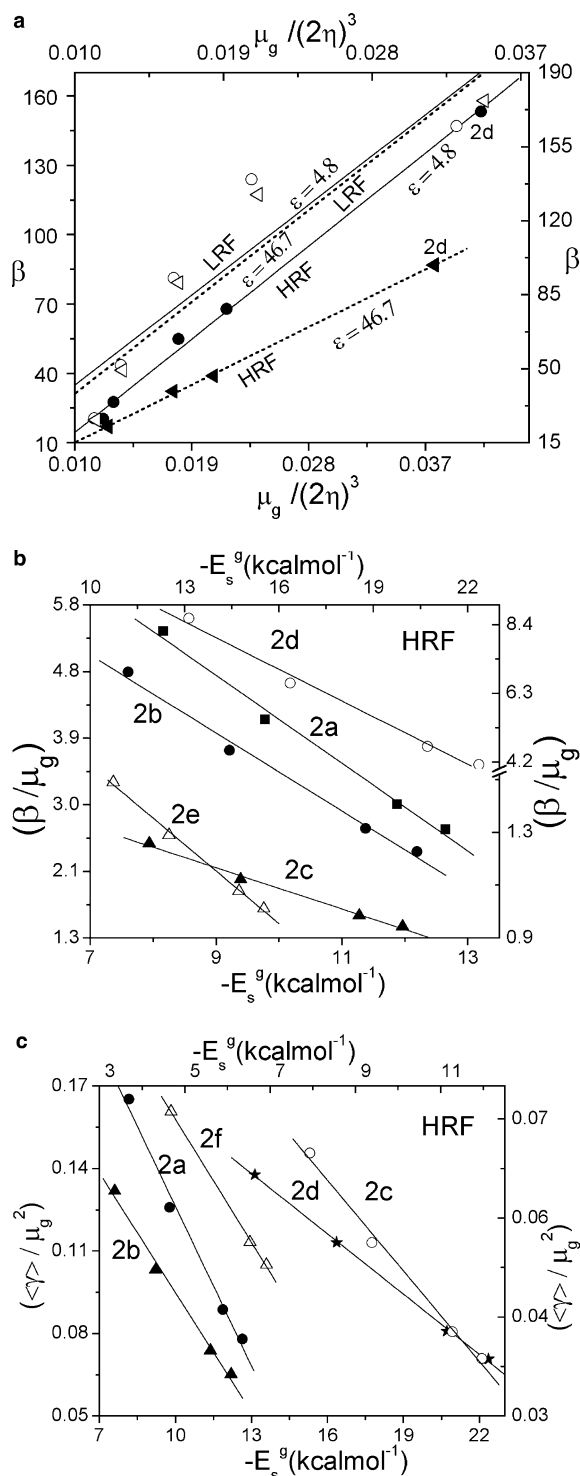 a
μg/(2η)³
0.010 0.019 0.028 0.037
160
130
100
70
40
10
β
190
155
120
85
50
15
β
2d
ε = 4.8
ε = 4.8
LRF
LRF
ε = 46.7
2d
HRF
ε = 46.7
HRF
0.010 0.019 0.028 0.037
μg/(2η)³
b
-Esg(kcalmol-1)
10 13 16 19 22
5.8
4.8
3.9
3.0
2.1
1.3
(β/μg)
8.4
6.3
4.2
1.3
0.9
(β/μg)
2d
HRF
2b
2a
2e
2c
7 9 11 13
-Esg(kcalmol-1)
c
-Esg(kcalmol-1)
3 5 7 9 11
0.17
0.14
0.11
0.08
0.05
(<γ>/μg²)
0.07
0.06
0.04
0.03
(<γ>/μg²)
HRF
2f
2a
2d
2c
2b
7 10 13 16 19 22
-Esg(kcalmol-1)